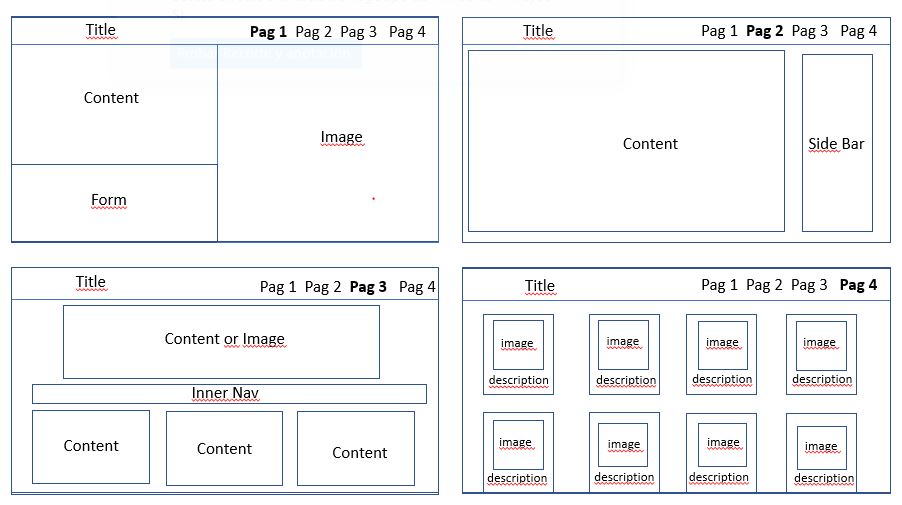 Title Pag 1 Pag 2 Pag 3 Pag 4
Content
Image
Form
Title Pag 1 Pag 2 Pag 3 Pag 4
Content Side Bar
Title Pag 1 Pag 2 Pag 3 Pag 4
Content or Image
Inner Nav
Content Content Content
Title Pag 1 Pag 2 Pag 3 Pag 4
image image image image
description description description description
image image image image
description description description description